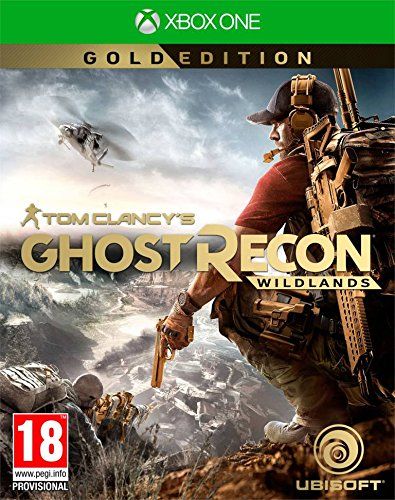 XBOX ONE
GOLD EDITION
TOM CLANCY'S
GHOST RECON
WILDLANDS
18
www.pegi.info
PROVISIONAL
UBISOFT